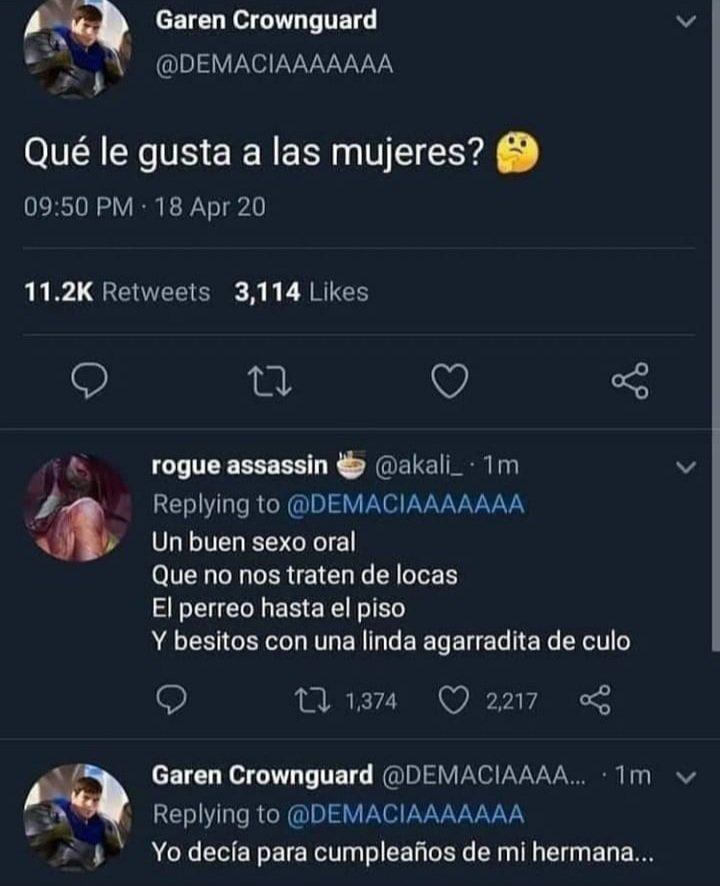 Garen Crownguard
@DEMACIAAAAAAA
Qué le gusta a las mujeres? 🤔
09:50 PM · 18 Apr 20
11.2K Retweets 3,114 Likes
rogue assassin 🍜 @akali_ · 1m
Replying to @DEMACIAAAAAAA
Un buen sexo oral
Que no nos traten de locas
El perreo hasta el piso
Y besitos con una linda agarradita de culo
1,374 2,217
Garen Crownguard @DEMACIAAAA... · 1m
Replying to @DEMACIAAAAAAA
Yo decía para cumpleaños de mi hermana...